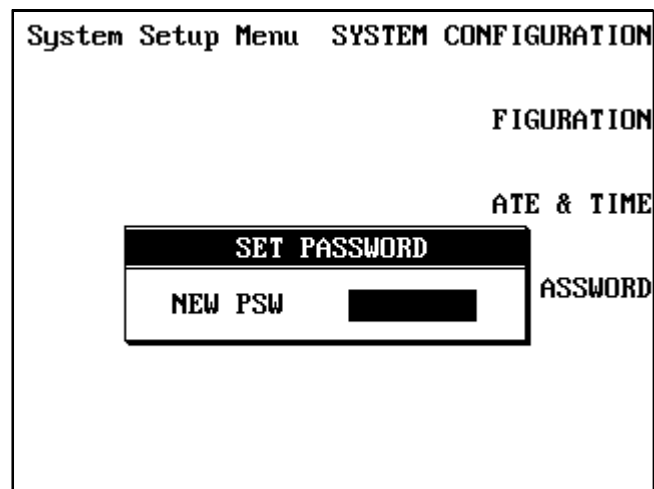 System Setup Menu SYSTEM CONFIGURATION
FIGURATION
ATE & TIME
SET PASSWORD
ASSWORD
NEW PSW